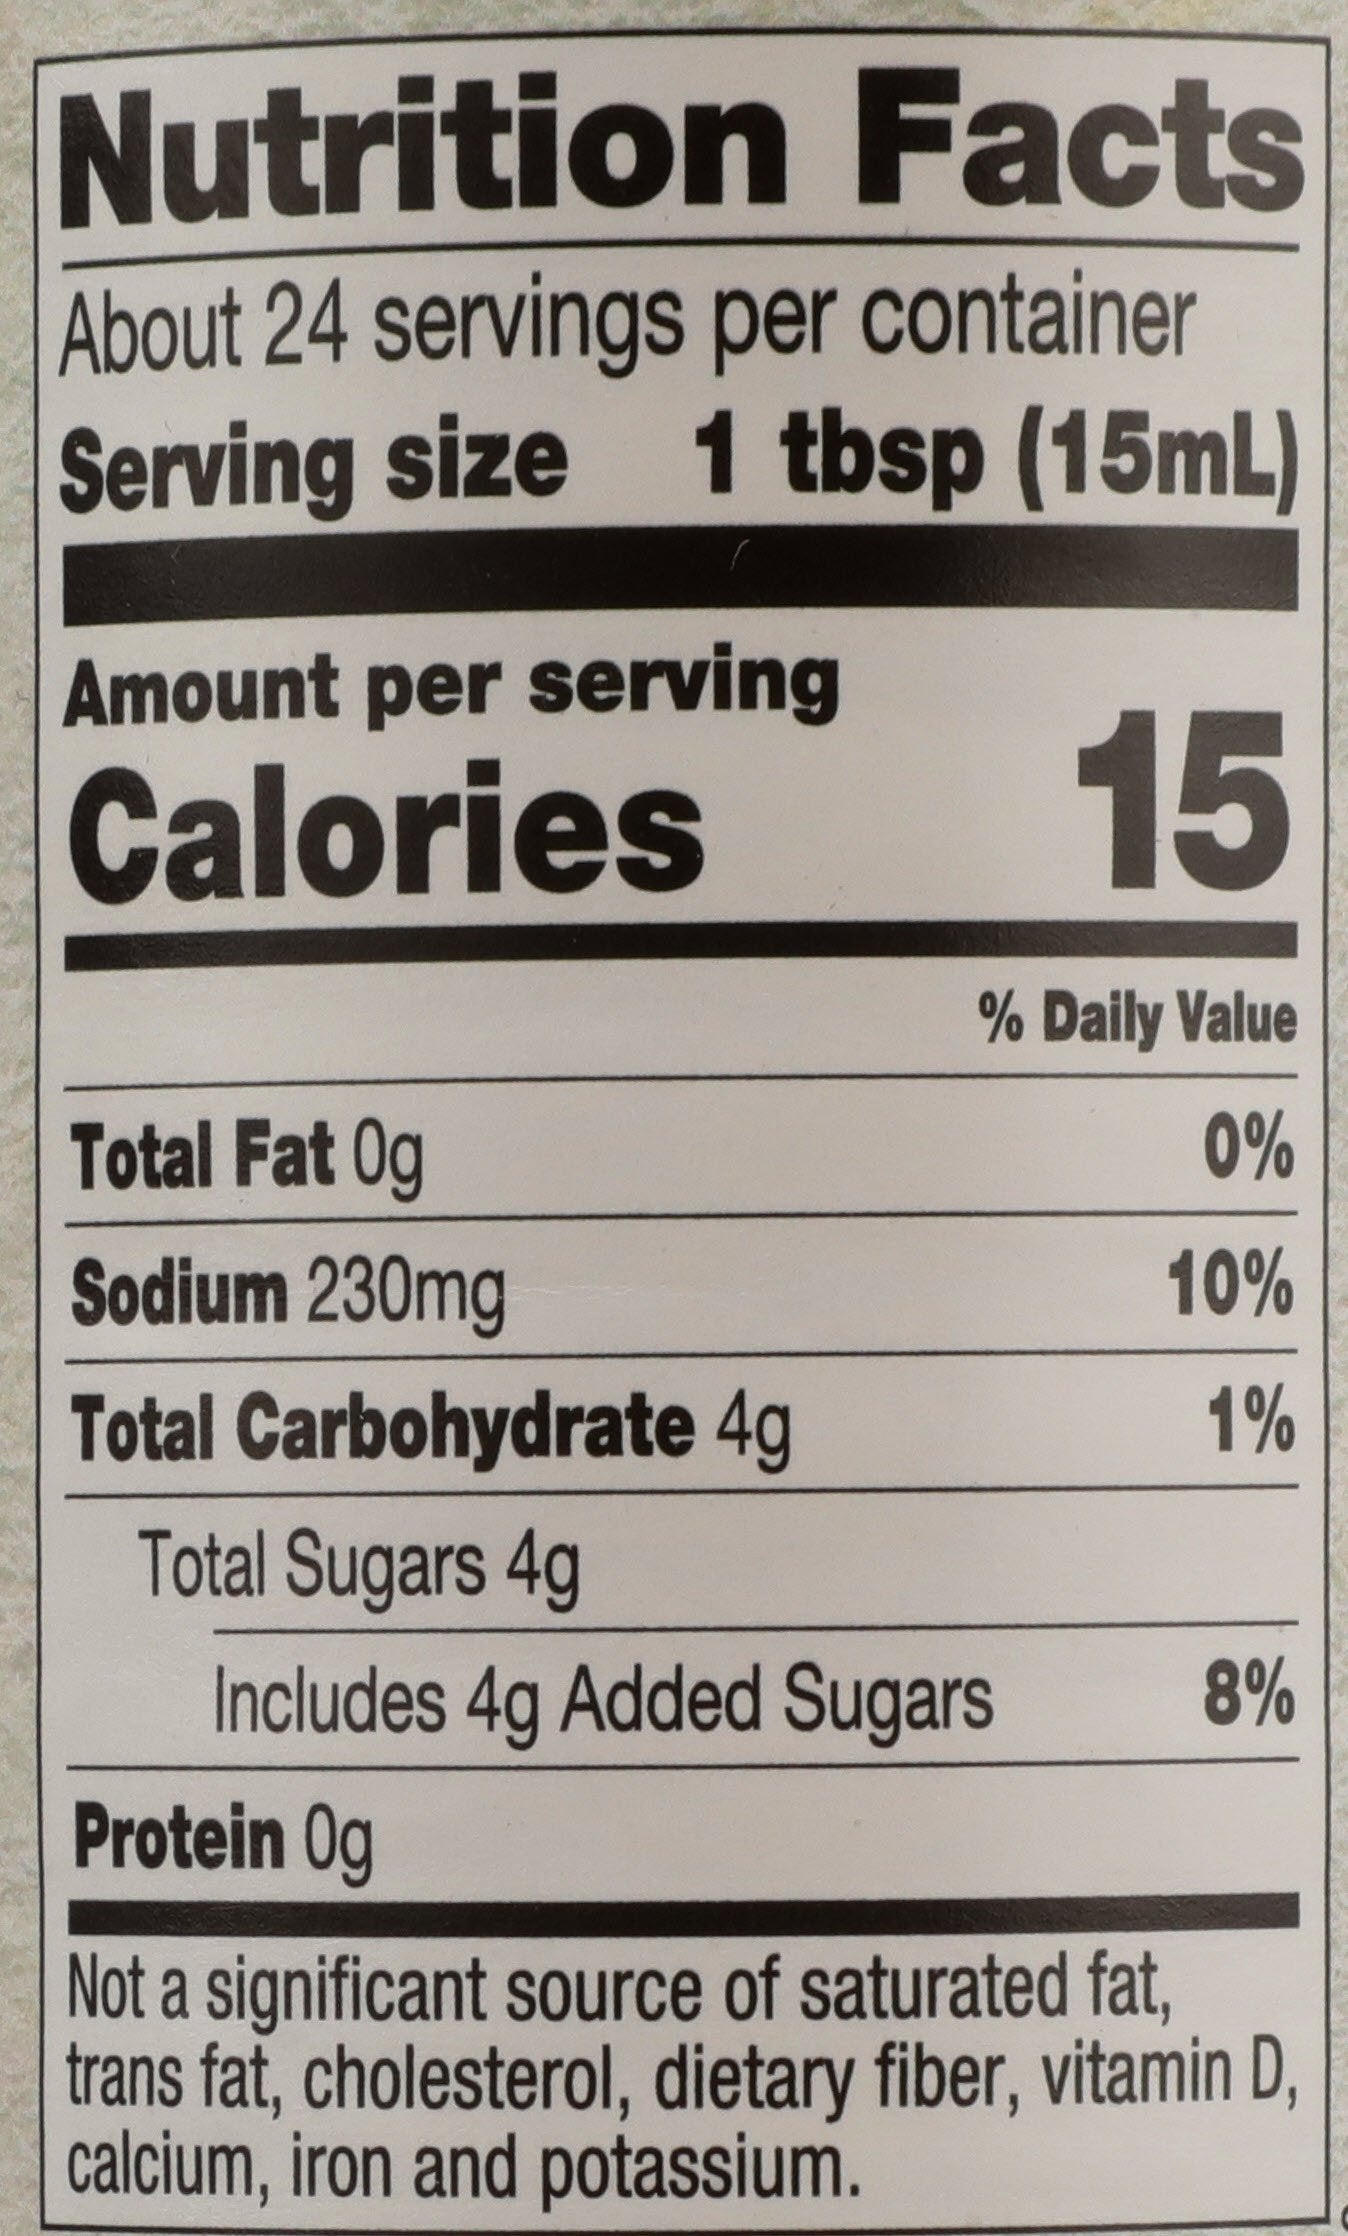 Nutrition Facts
About 24 servings per container
Serving size 1 tbsp (15mL)
Amount per serving
Calories 15
% Daily Value
Total Fat 0g 0%
Sodium 230mg 10%
Total Carbohydrate 4g 1%
Total Sugars 4g
Includes 4g Added Sugars 8%
Protein 0g
Not a significant source of saturated fat,
trans fat, cholesterol, dietary fiber, vitamin D,
calcium, iron and potassium.